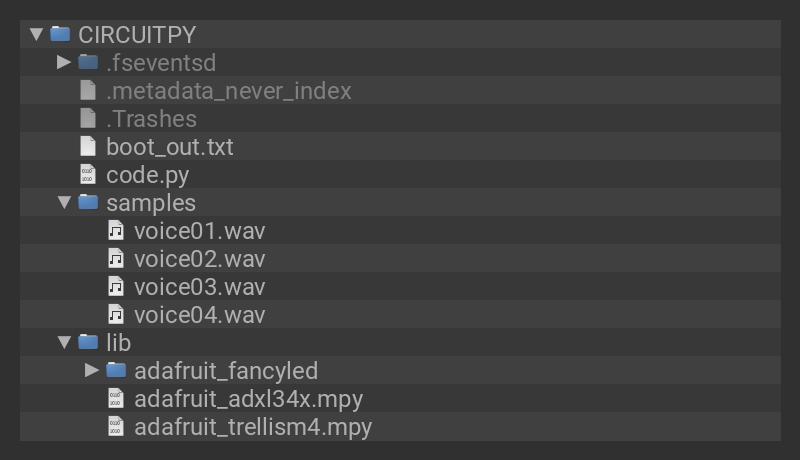 CIRCUITPY
.fseventsd
.metadata_never_index
.Trashes
boot_out.txt
code.py
samples
voice01.wav
voice02.wav
voice03.wav
voice04.wav
lib
adafruit_fancyled
adafruit_adxl34x.mpy
adafruit_trellism4.mpy